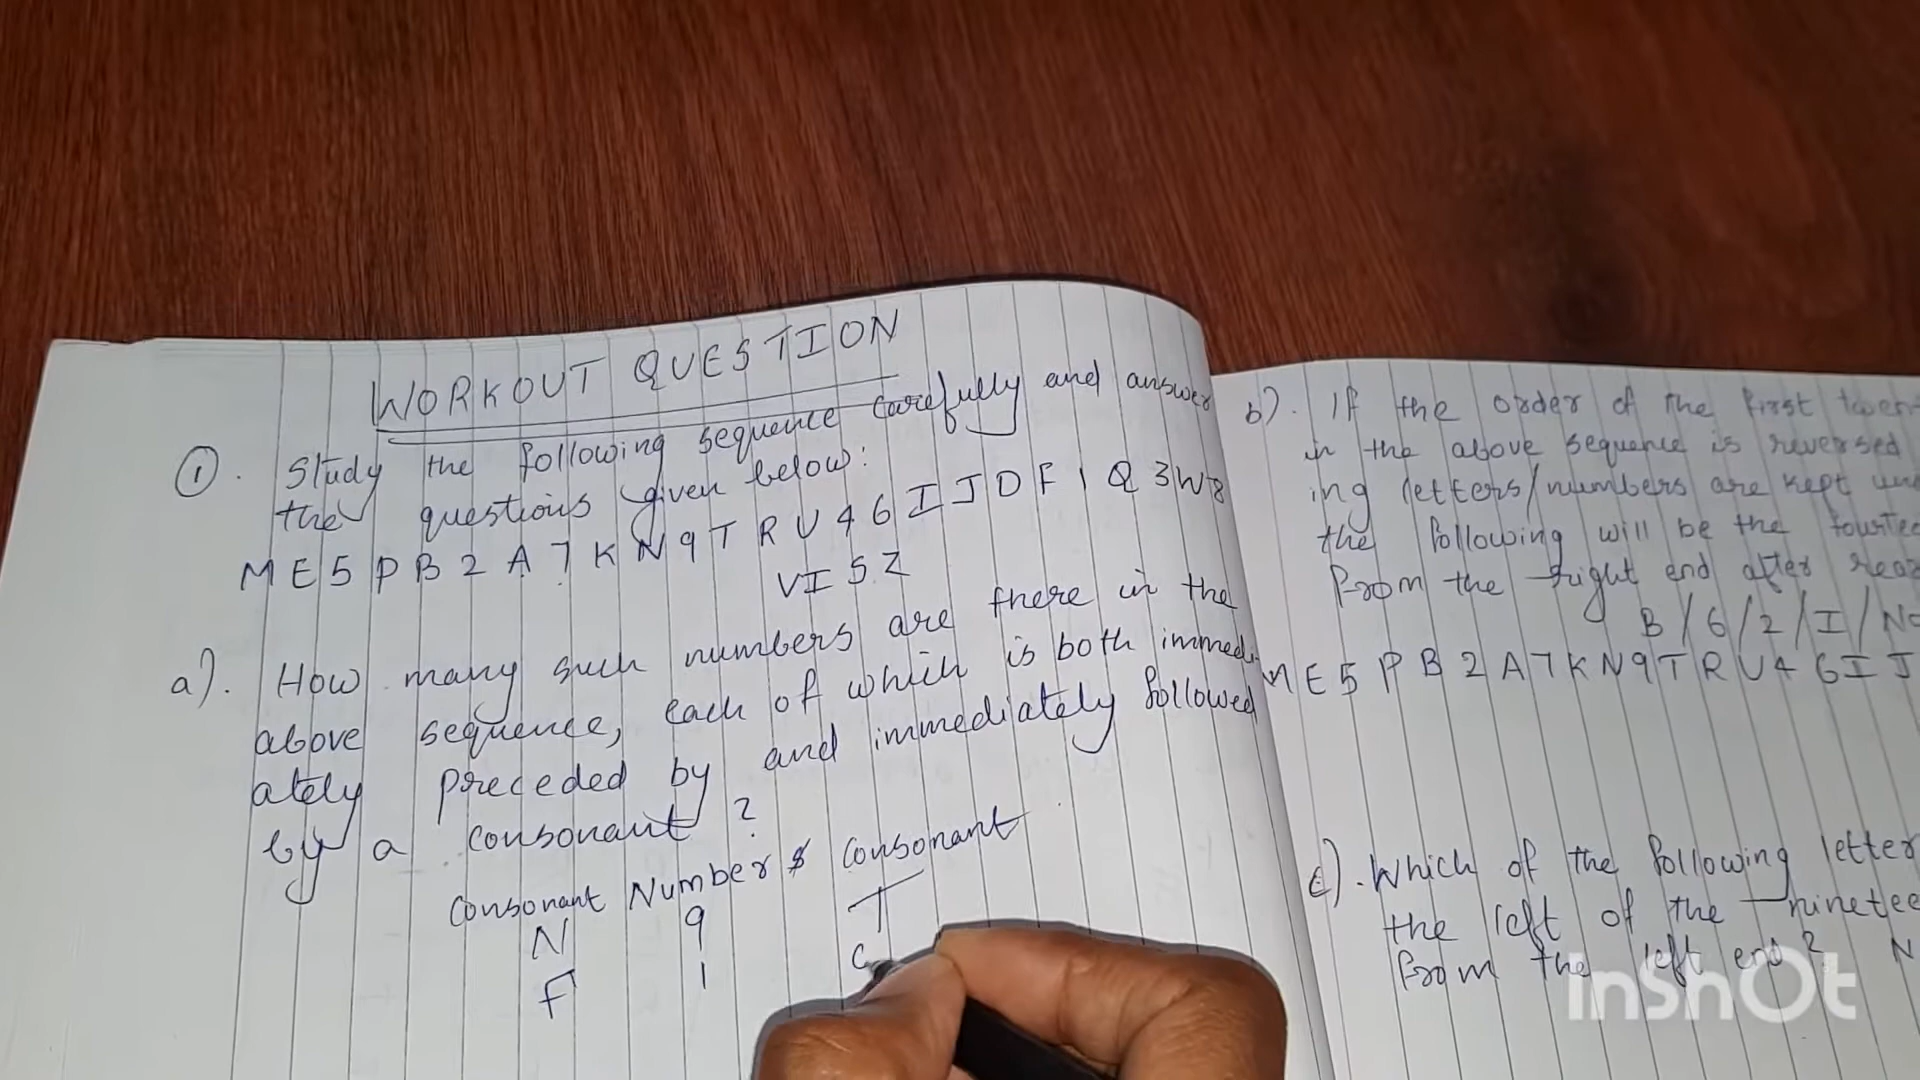 WORKOUT QUESTION
①. Study the following sequence carefully and answer
the questions given below:
M E 5 P B 2 A 7 K N 9 T R U 4 6 I J D F 1 Q 3 W 8
V I S Z
a). How many such numbers are there in the
above sequence, each of which is both immedi-
ately preceded by and immediately followed
by a consonant?
Consonant Number & Consonant
N 9 T
F 1
b). If the order of the first
in the above sequence is reversed
ing letters/numbers are kept
the following will be the
from the right end after
B/6/2/I/
M E 5 P B 2 A 7 K N 9 T R U 4 6 I J
c). Which of the following letter
the left of the
from the left end? N
InShOt